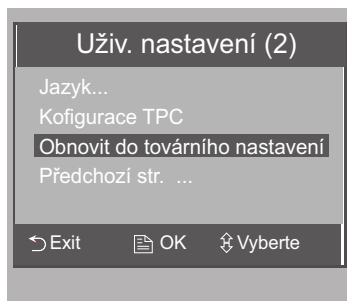 Uživ. nastavení (2)
Jazyk...
Kofigurace TPC
Obnovit do továrního nastavení
Předchozí str. ...
Exit OK Vyberte